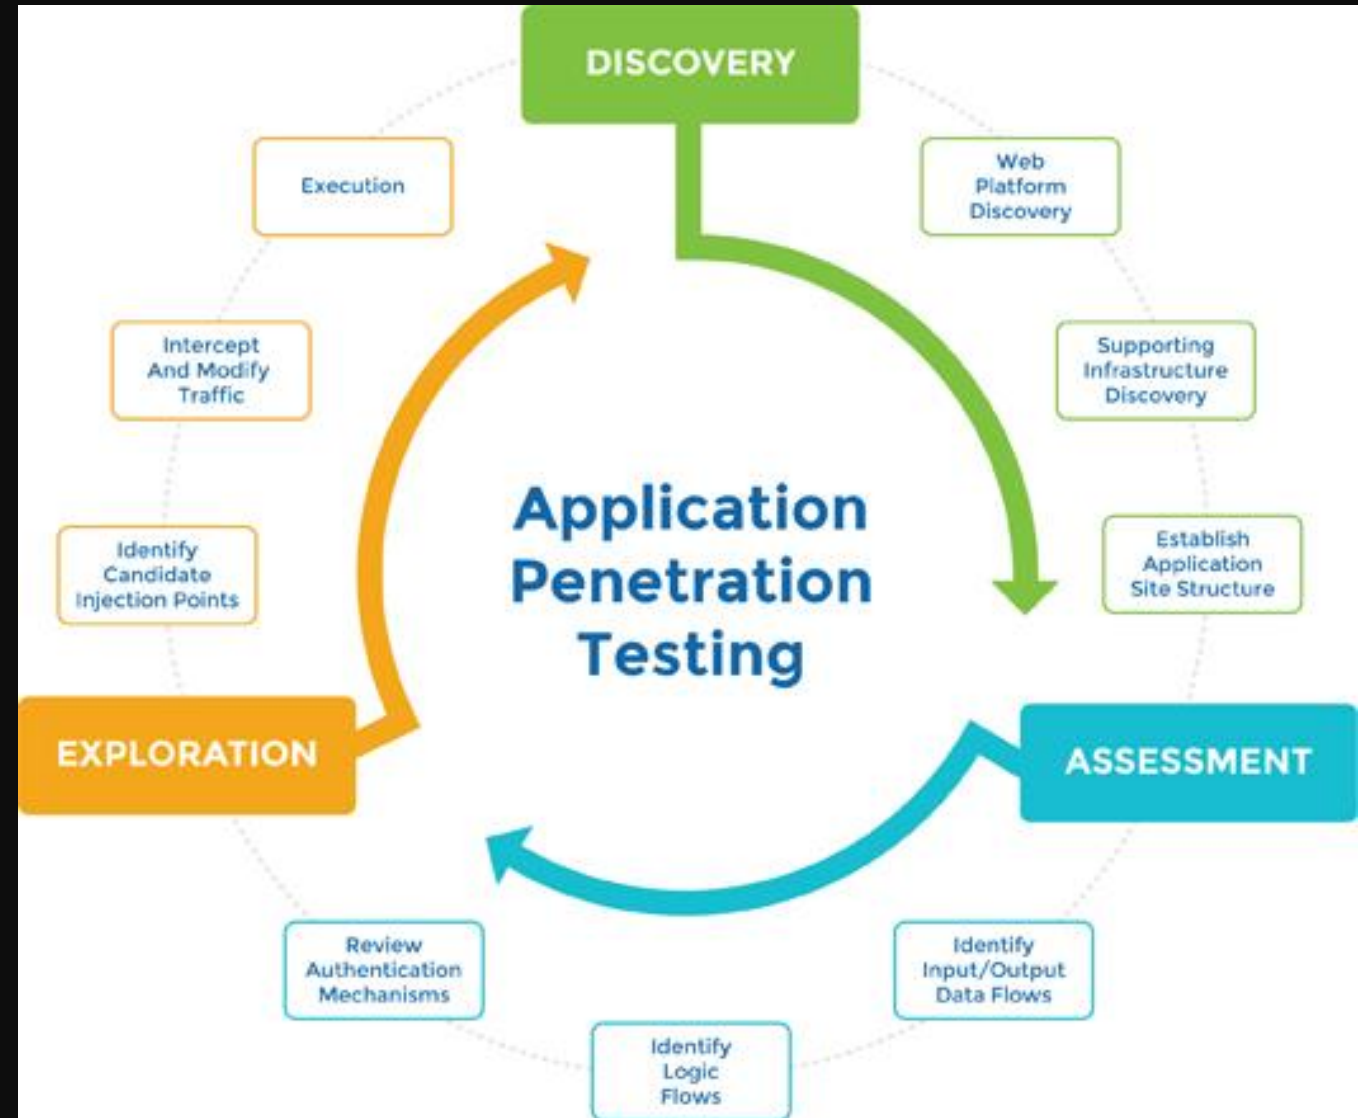 DISCOVERY
Web
Platform
Discovery
Supporting
Infrastructure
Discovery
Establish
Application
Site Structure
ASSESSMENT
Identify
Input/Output
Data Flows
Identify
Logic
Flows
Review
Authentication
Mechanisms
EXPLORATION
Identify
Candidate
Injection Points
Intercept
And Modify
Traffic
Execution
Application
Penetration
Testing